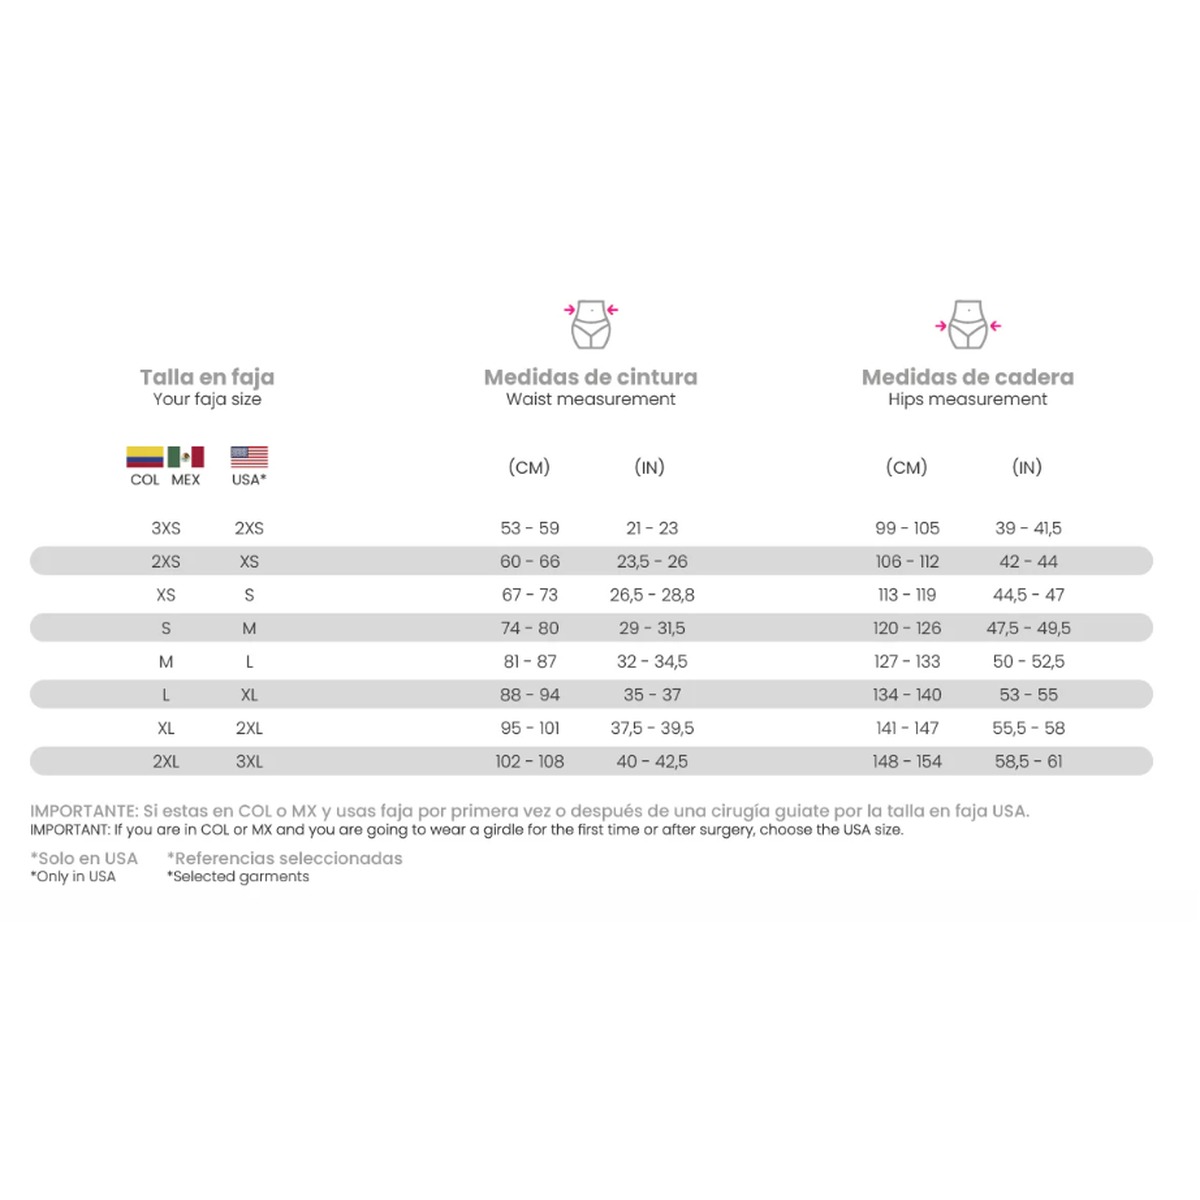 Talla en faja Medidas de cintura Medidas de cadera
Your faja size Waist measurement Hips measurement
(CM) (IN) (CM) (IN)
COL MEX USA*
3XS 2XS 53 - 59 21 - 23 99 - 105 39 - 41,5
2XS XS 60 - 66 23,5 - 26 106 - 112 42 - 44
XS S 67 - 73 26,5 - 28,8 113 - 119 44,5 - 47
S M 74 - 80 29 - 31,5 120 - 126 47,5 - 49,5
M L 81 - 87 32 - 34,5 127 - 133 50 - 52,5
L XL 88 - 94 35 - 37 134 - 140 53 - 55
XL 2XL 95 - 101 37,5 - 39,5 141 - 147 55,5 - 58
2XL 3XL 102 - 108 40 - 42,5 148 - 154 58,5 - 61
IMPORTANTE: Si estas en COL o MX y usas faja por primera vez o después de una cirugía guiate por la talla en faja USA.
IMPORTANT: If you are in COL or MX and you are going to wear a girdle for the first time or after surgery, choose the USA size.
*Solo en USA *Referencias seleccionadas
*Only in USA *Selected garments